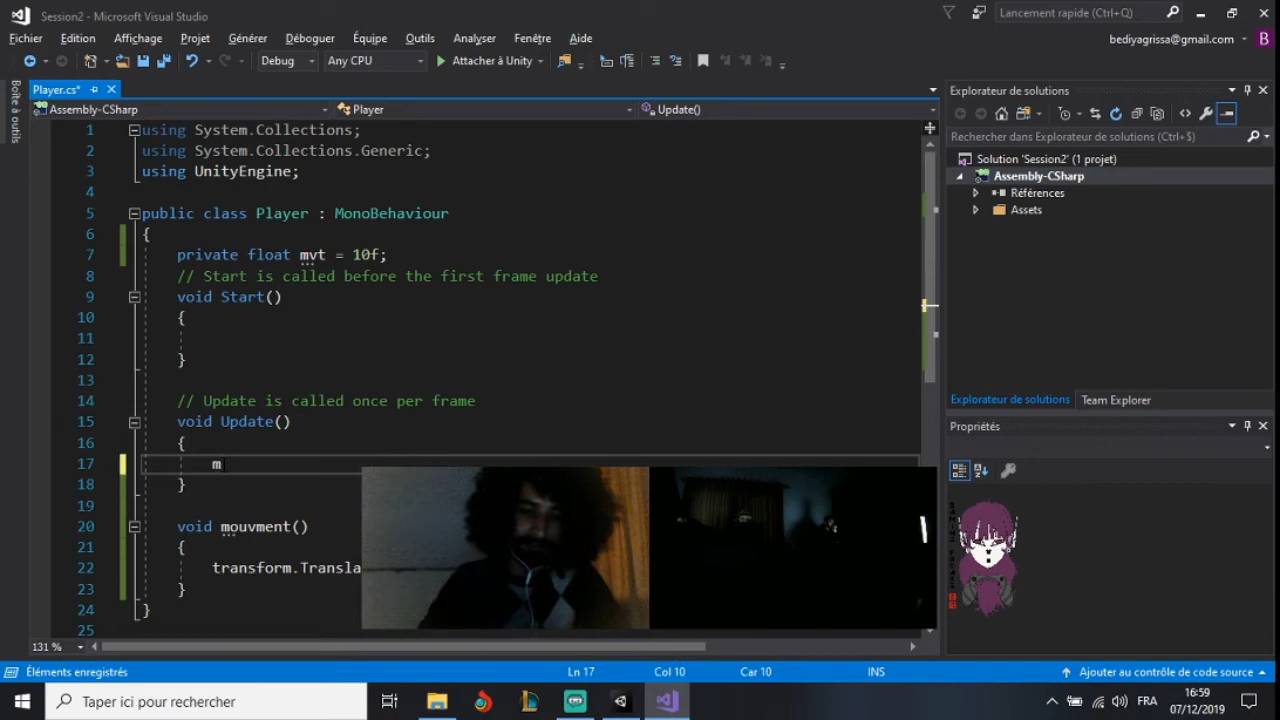 Session2 - Microsoft Visual Studio
Lancement rapide (Ctrl+Q)
Fichier Edition Affichage Projet Générer Déboguer Équipe Outils Analyser Fenêtre Aide
bediyagrissa@gmail.com B
Debug Any CPU Attacher à Unity
Boîte à outils
Player.cs*
Assembly-CSharp Player Update()
1 using System.Collections;
2 using System.Collections.Generic;
3 using UnityEngine;
4
5 public class Player : MonoBehaviour
6 {
7 private float mvt = 10f;
8 // Start is called before the first frame update
9 void Start()
10 {
11
12 }
13
14 // Update is called once per frame
15 void Update()
16 {
17 m
18 }
19
20 void mouvment()
21 {
22 transform.Transla
23 }
24 }
25
131 %
Explorateur de solutions
Rechercher dans Explorateur de solutions (Ctrl+$)
Solution 'Session2' (1 projet)
Assembly-CSharp
Références
Assets
Explorateur de solutions Team Explorer
Propriétés
Éléments enregistrés Ln 17 Col 10 Car 10 INS Ajouter au contrôle de code source
Taper ici pour rechercher
FRA
16:59
07/12/2019